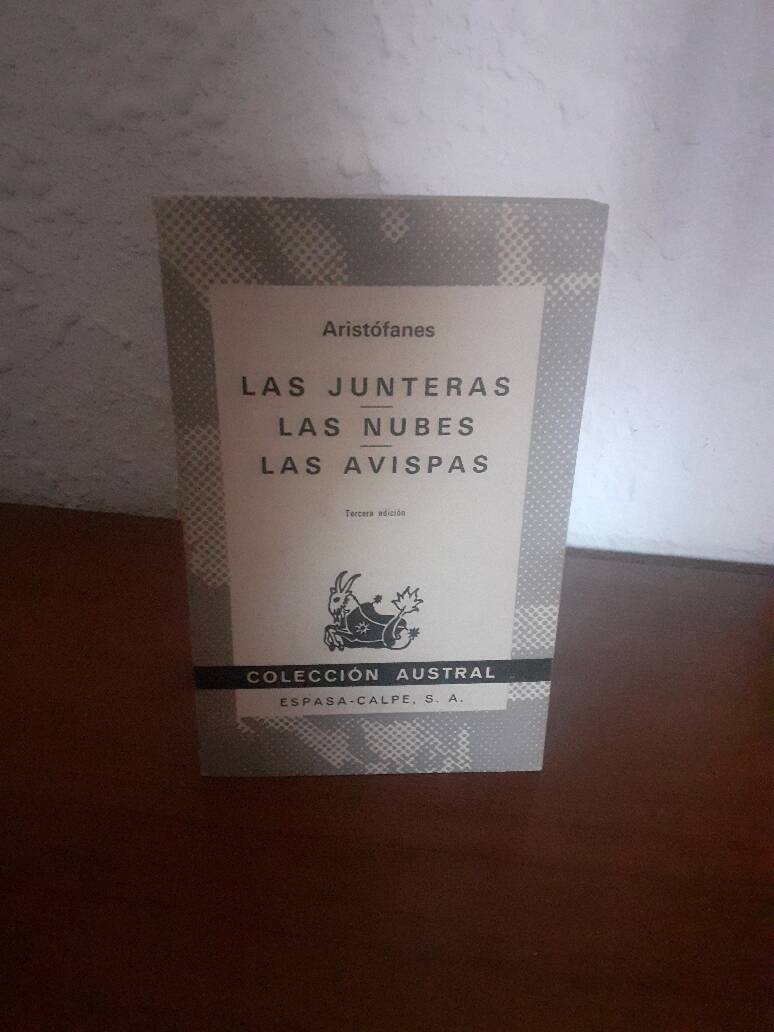 Aristófanes
LAS JUNTERAS
LAS NUBES
LAS AVISPAS
Tercera edición
COLECCIÓN AUSTRAL
ESPASA-CALPE, S. A.